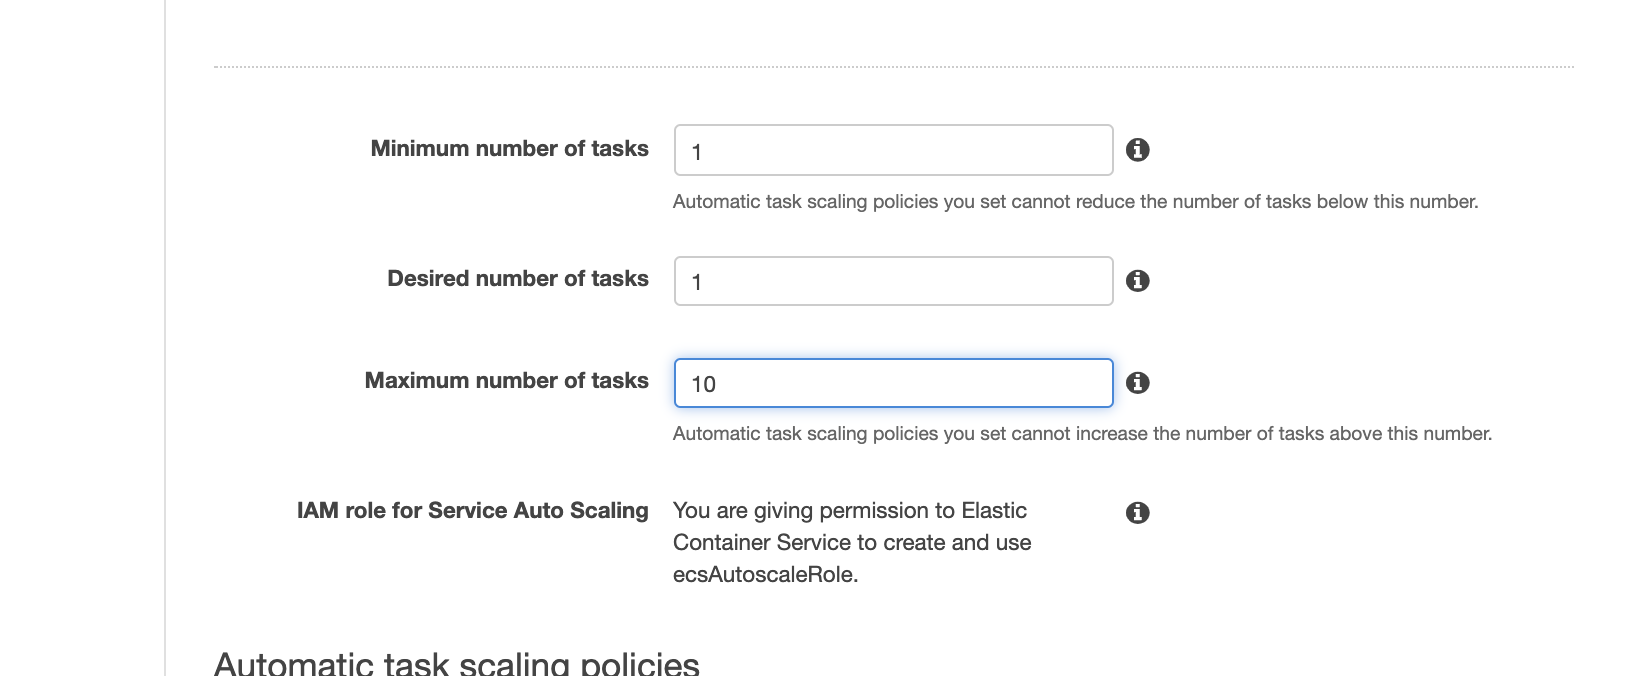 Minimum number of tasks
1
Automatic task scaling policies you set cannot reduce the number of tasks below this number.
Desired number of tasks
1
Maximum number of tasks
10
Automatic task scaling policies you set cannot increase the number of tasks above this number.
IAM role for Service Auto Scaling
You are giving permission to Elastic
Container Service to create and use
ecsAutoscaleRole.
Automatic task scaling policies